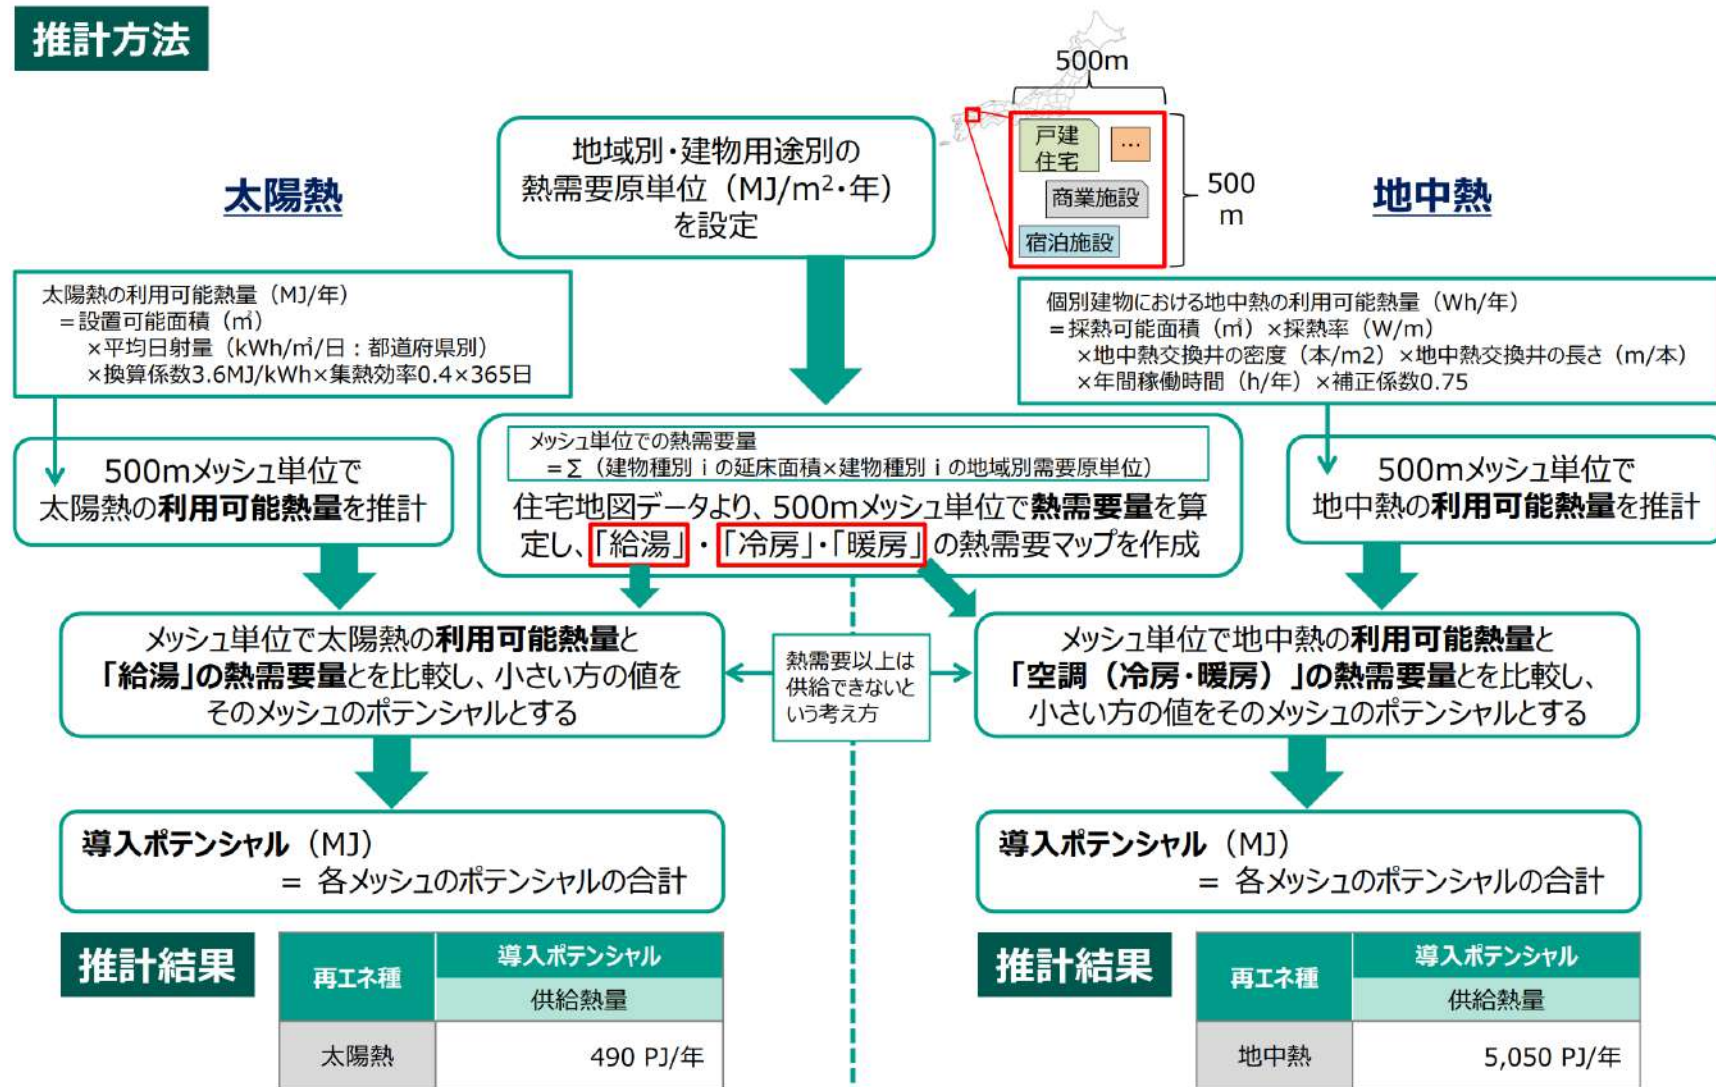 推計方法
500m
戸建
住宅
…
商業施設
宿泊施設
500
m
地域別・建物用途別の
熱需要原単位（MJ/m²・年）
を設定
太陽熱
地中熱
太陽熱の利用可能熱量（MJ/年）
＝設置可能面積（㎡）
×平均日射量（kWh/㎡/日：都道府県別）
×換算係数3.6MJ/kWh×集熱効率0.4×365日
個別建物における地中熱の利用可能熱量（Wh/年）
＝採熱可能面積（㎡）×採熱率（W/m）
×地中熱交換井の密度（本/m2）×地中熱交換井の長さ（m/本）
×年間稼働時間（h/年）×補正係数0.75
500mメッシュ単位で
太陽熱の利用可能熱量を推計
メッシュ単位での熱需要量
＝Σ（建物種別ｉの延床面積×建物種別ｉの地域別需要原単位）
住宅地図データより、500mメッシュ単位で熱需要量を算
定し、「給湯」・「冷房」・「暖房」の熱需要マップを作成
500mメッシュ単位で
地中熱の利用可能熱量を推計
メッシュ単位で太陽熱の利用可能熱量と
「給湯」の熱需要量とを比較し、小さい方の値を
そのメッシュのポテンシャルとする
熱需要以上は
供給できないと
いう考え方
メッシュ単位で地中熱の利用可能熱量と
「空調（冷房・暖房）」の熱需要量とを比較し、
小さい方の値をそのメッシュのポテンシャルとする
導入ポテンシャル（MJ）
＝ 各メッシュのポテンシャルの合計
導入ポテンシャル（MJ）
＝ 各メッシュのポテンシャルの合計
推計結果
再エネ種
導入ポテンシャル
供給熱量
太陽熱
490 PJ/年
推計結果
再エネ種
導入ポテンシャル
供給熱量
地中熱
5,050 PJ/年